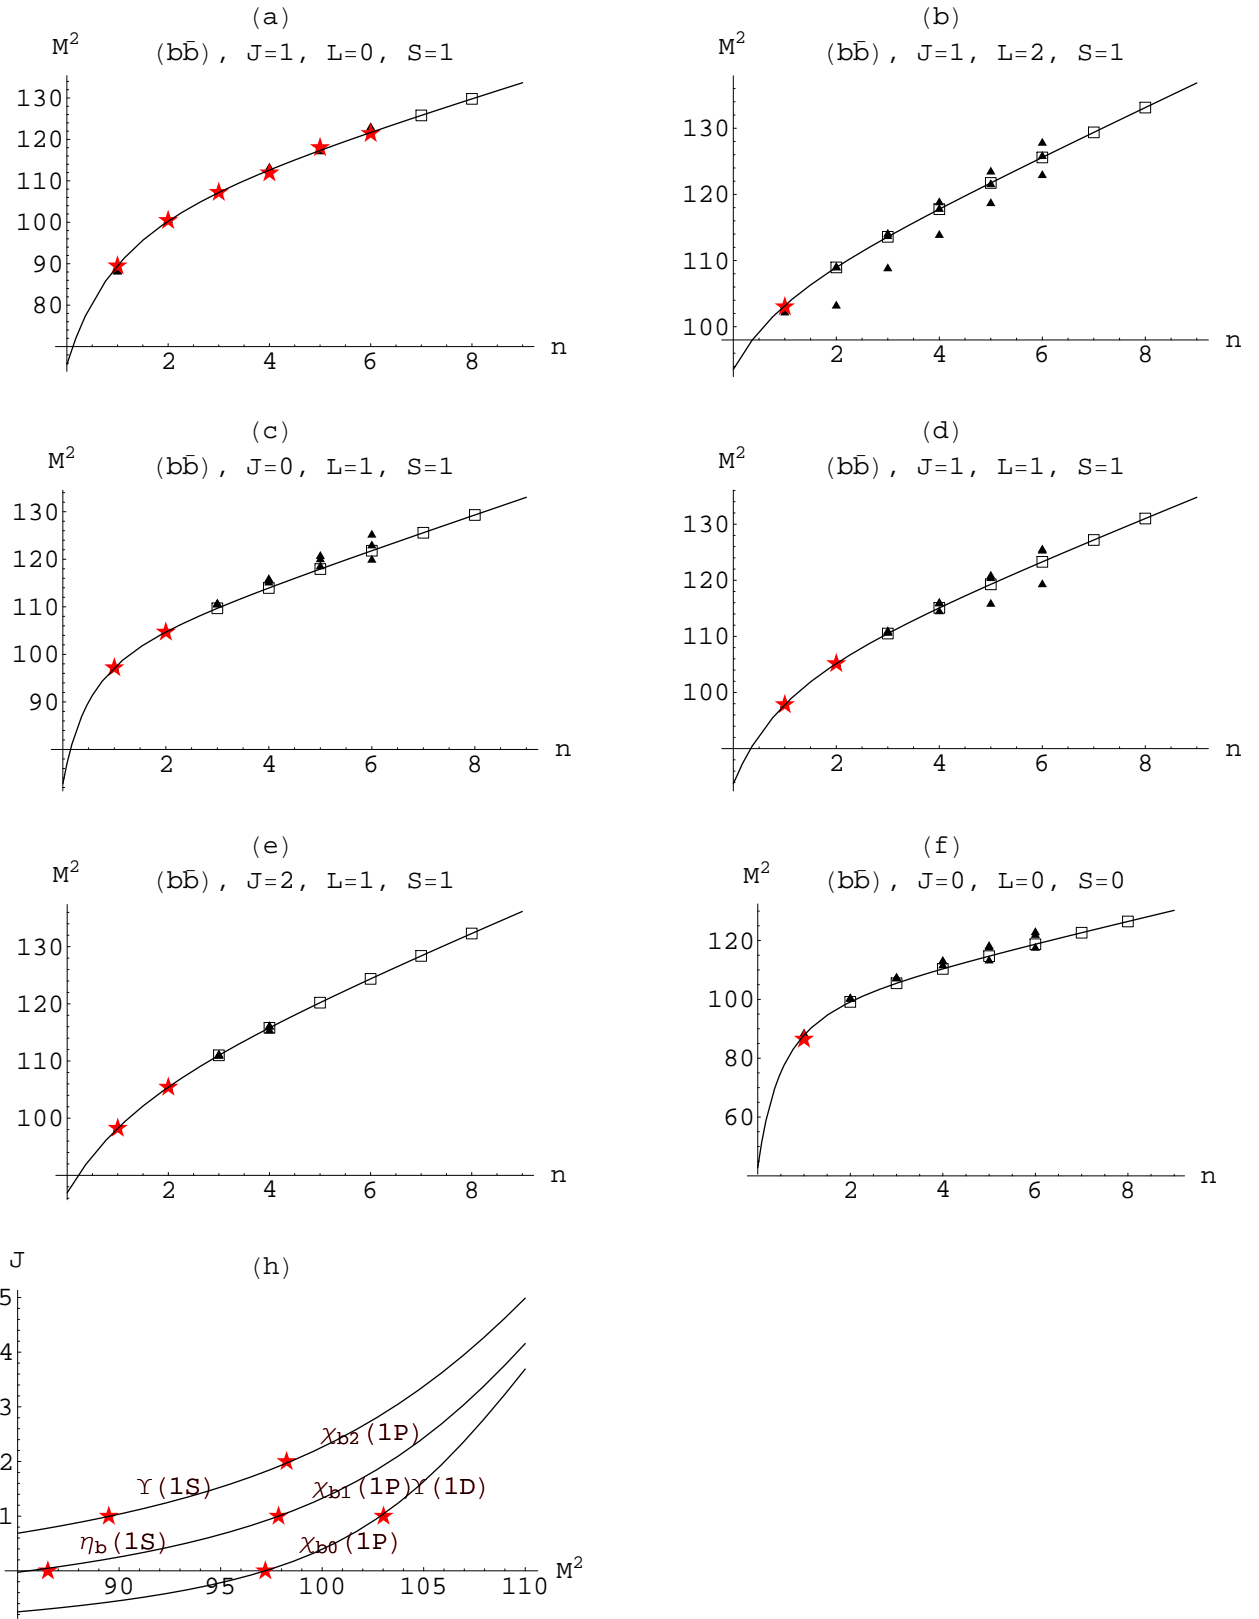 (a)
M² (bb̄), J=1, L=0, S=1
130
120
110
100
90
80
2 4 6 8 n
(b)
M² (bb̄), J=1, L=2, S=1
130
120
110
100
2 4 6 8 n
(c)
M² (bb̄), J=0, L=1, S=1
130
120
110
100
90
2 4 6 8 n
(d)
M² (bb̄), J=1, L=1, S=1
130
120
110
100
2 4 6 8 n
(e)
M² (bb̄), J=2, L=1, S=1
130
120
110
100
2 4 6 8 n
(f)
M² (bb̄), J=0, L=0, S=0
120
100
80
60
2 4 6 8 n
(h)
J
5
4
3
2
1
χb2(1P)
ϒ(1S) χb1(1P) ϒ(1D)
ηb(1S) χb0(1P)
90 95 100 105 110 M²